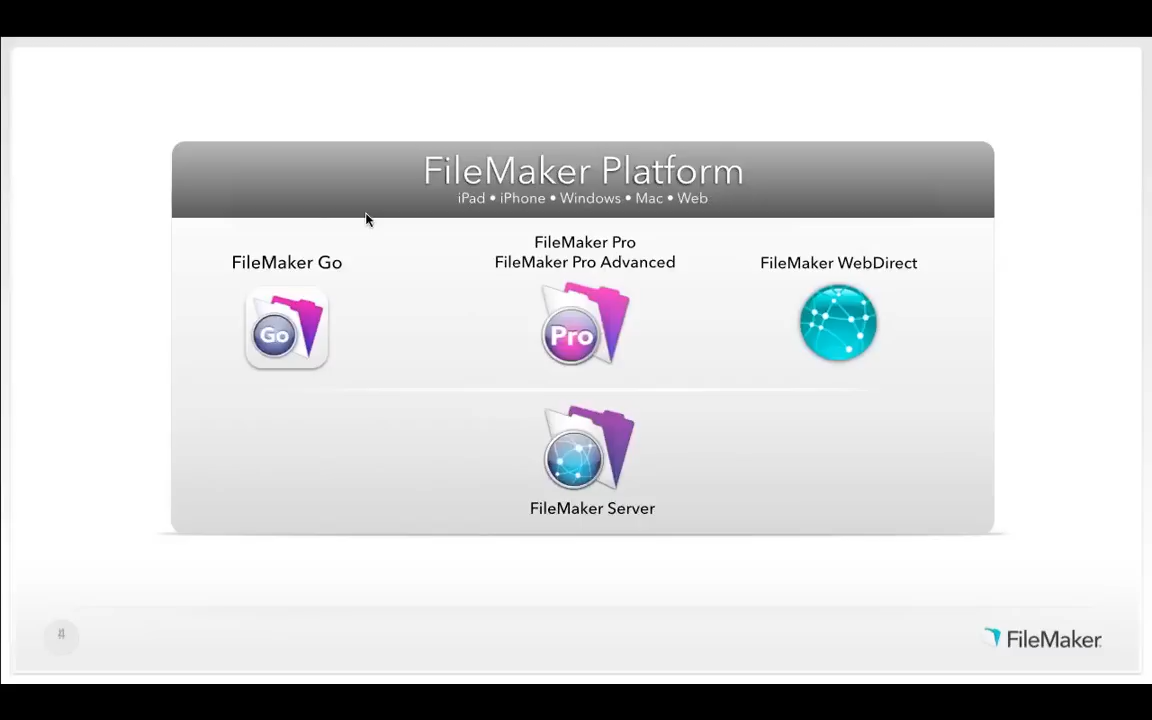 FileMaker Platform
iPad • iPhone • Windows • Mac • Web
FileMaker Go
FileMaker Pro
FileMaker Pro Advanced
FileMaker WebDirect
Go
Pro
FileMaker Server
FileMaker